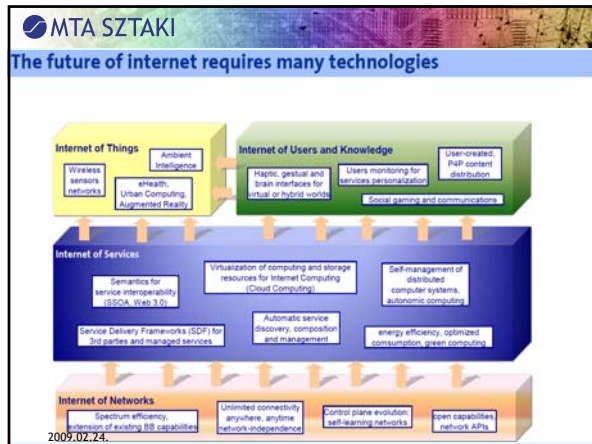 MTA SZTAKI
The future of internet requires many technologies
Internet of Things
Ambient
Intelligence
Wireless
sensors
networks
eHealth,
Urban Computing,
Augmented Reality
Internet of Users and Knowledge
Haptic, gestual and
brain interfaces for
virtual or hybrid worlds
Users monitoring for
services personalization
User-created,
P4P content
distribution
Social gaming and communications
Internet of Services
Semantics for
service interoperability
(SSOA, Web 3.0)
Virtualization of computing and storage
resources for Internet Computing
(Cloud Computing)
Self-management of
distributed
computer systems,
autonomic computing
Service Delivery Frameworks (SDF) for
3rd parties and managed services
Automatic service
discovery, composition
and management
energy efficiency, optimized
comsumption, green computing
Internet of Networks
Spectrum efficiency,
extension of existing BB capabilities
Unlimited connectivity
anywhere, anytime
network-independence
Control plane evolution:
self-learning networks
open capabilities,
network APIs
2009.02.24.